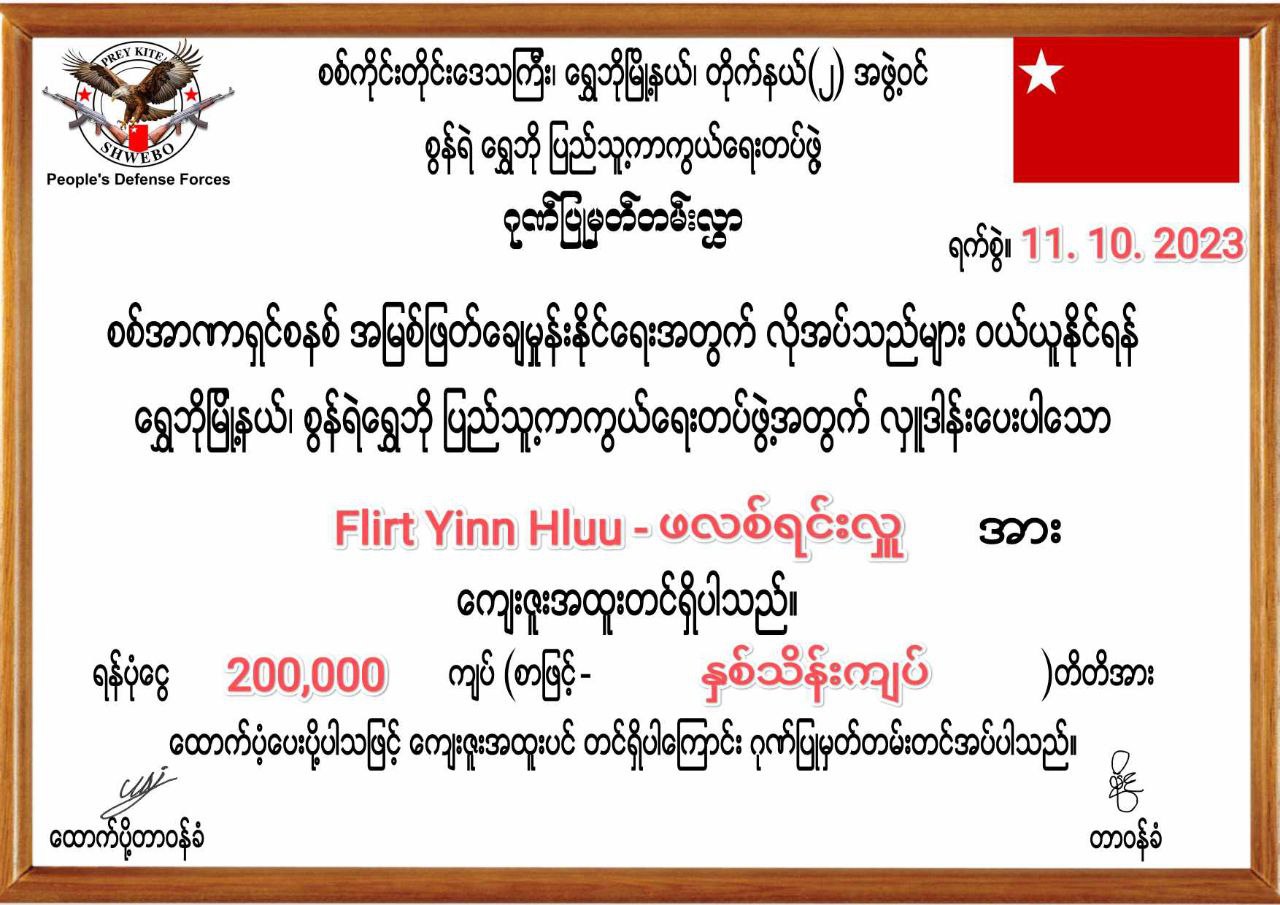 PREY KITE
SHWEBO
People's Defense Forces
စစ်ကိုင်းတိုင်းဒေသကြီး၊ ရွှေဘိုမြို့နယ်၊ တိုက်နယ်(၂) အဖွဲ့ဝင်
စွန်ရဲ ရွှေဘို ပြည်သူ့ကာကွယ်ရေးတပ်ဖွဲ့
ဂုဏ်ပြုမှတ်တမ်းလွှာ
ရက်စွဲ။ 11. 10. 2023
စစ်အာဏာရှင်စနစ် အမြစ်ဖြတ်ချေမှုန်းနိုင်ရေးအတွက် လိုအပ်သည်များ ဝယ်ယူနိုင်ရန်
ရွှေဘိုမြို့နယ်၊ စွန်ရဲရွှေဘို ပြည်သူ့ကာကွယ်ရေးတပ်ဖွဲ့အတွက် လှူဒါန်းပေးပါသော
Flirt Yinn Hluu - ဖလစ်ရင်းလှူ အား
ကျေးဇူးအထူးတင်ရှိပါသည်။
ရန်ပုံငွေ 200,000 ကျပ် (စာဖြင့်- နှစ်သိန်းကျပ် )တိတိအား
ထောက်ပံ့ပေးပို့ပါသဖြင့် ကျေးဇူးအထူးပင် တင်ရှိပါကြောင်း ဂုဏ်ပြုမှတ်တမ်းတင်အပ်ပါသည်။
ထောက်ပို့တာဝန်ခံ
တာဝန်ခံ